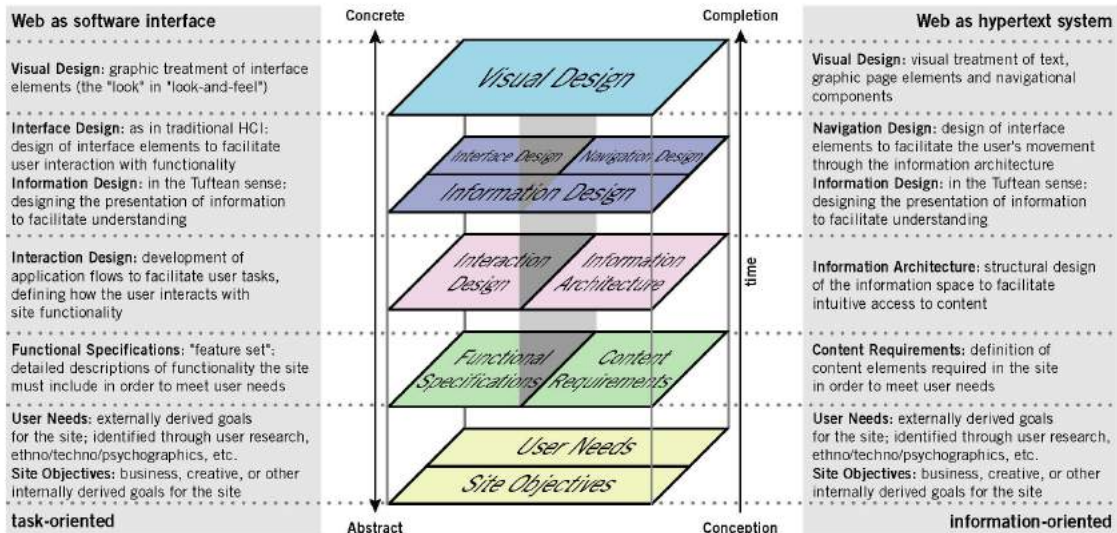 Web as software interface
Concrete
Completion
Web as hypertext system
Visual Design: graphic treatment of interface
elements (the "look" in "look-and-feel")
Visual Design
Visual Design: visual treatment of text,
graphic page elements and navigational
components
Interface Design: as in traditional HCI:
design of interface elements to facilitate
user interaction with functionality
Information Design: in the Tuftean sense:
designing the presentation of information
to facilitate understanding
Interface Design
Navigation Design
Information Design
Navigation Design: design of interface
elements to facilitate the user's movement
through the information architecture
Information Design: in the Tuftean sense:
designing the presentation of information
to facilitate understanding
Interaction Design: development of
application flows to facilitate user tasks,
defining how the user interacts with
site functionality
Interaction
Design
Information
Architecture
time
Information Architecture: structural design
of the information space to facilitate
intuitive access to content
Functional Specifications: "feature set":
detailed descriptions of functionality the site
must include in order to meet user needs
Functional
Specifications
Content
Requirements
Content Requirements: definition of
content elements required in the site
in order to meet user needs
User Needs: externally derived goals
for the site; identified through user research,
ethno/techno/psychographics, etc.
Site Objectives: business, creative, or other
internally derived goals for the site
User Needs
Site Objectives
User Needs: externally derived goals
for the site; identified through user research,
ethno/techno/psychographics, etc.
Site Objectives: business, creative, or other
internally derived goals for the site
task-oriented
Abstract
Conception
information-oriented